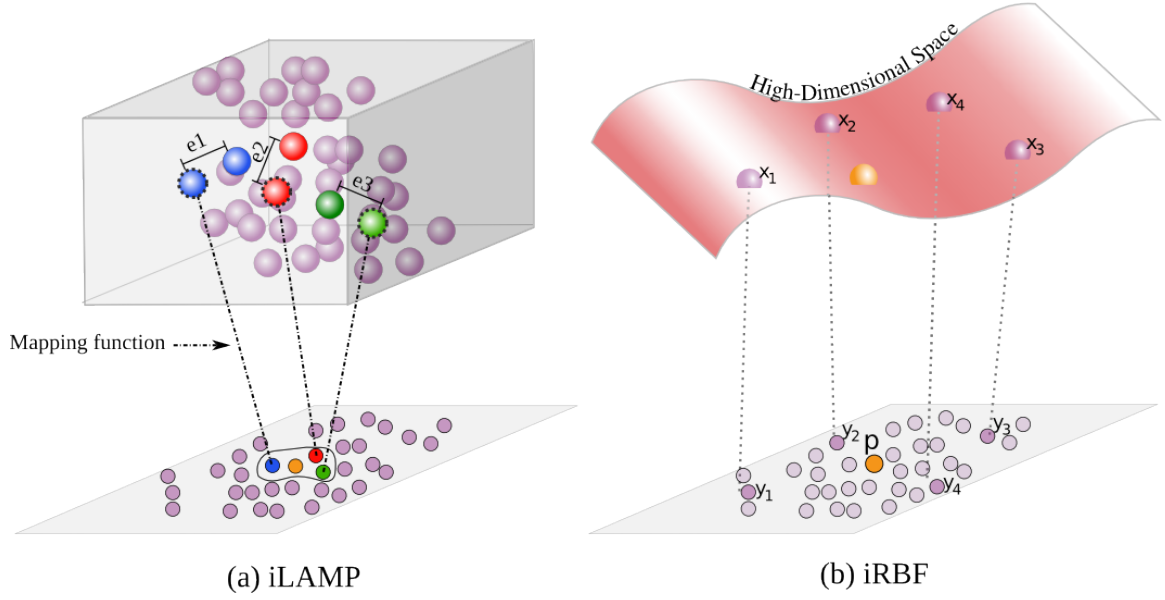 e1
e2
e3
Mapping function
(a) iLAMP
High-Dimensional Space
x1
x2
x4
x3
y1
y2
p
y3
y4
(b) iRBF